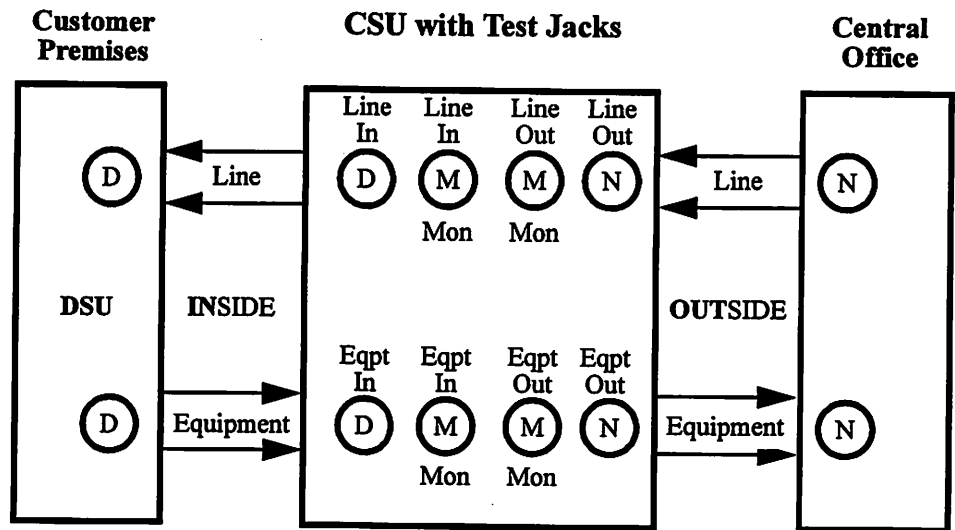 Customer
Premises
CSU with Test Jacks
Central
Office
Line Line Line Line
In In Out Out
D Line D M M N Line N
Mon Mon
DSU INSIDE OUTSIDE
Eqpt Eqpt Eqpt Eqpt
In In Out Out
D Equipment D M M N Equipment N
Mon Mon